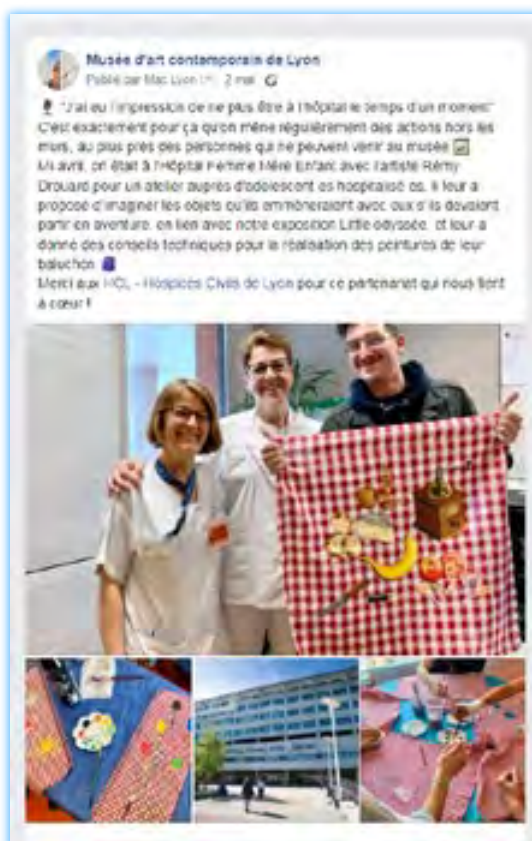 Musée d'art contemporain de Lyon
Publié par Mac Lyon · 2 mai
"J'ai eu l'impression de ne plus être à l'hôpital le temps d'un moment"
C'est exactement pour ça qu'on mène régulièrement des actions hors les
murs, au plus près des personnes qui ne peuvent venir au musée
Mi avril, on était à l'Hôpital Femme Mère Enfant avec l'artiste Rémy
Drouard pour un atelier auprès d'adolescent·es hospitalisé·es. Il leur a
proposé d'imaginer les objets qu'ils emmèneraient avec eux s'ils devaient
partir en aventure, en lien avec notre exposition Little odyssée, et leur a
donné des conseils techniques pour la réalisation des peintures de leur
baluchon.
Merci aux HCL - Hospices Civils de Lyon pour ce partenariat qui nous tient
à cœur !